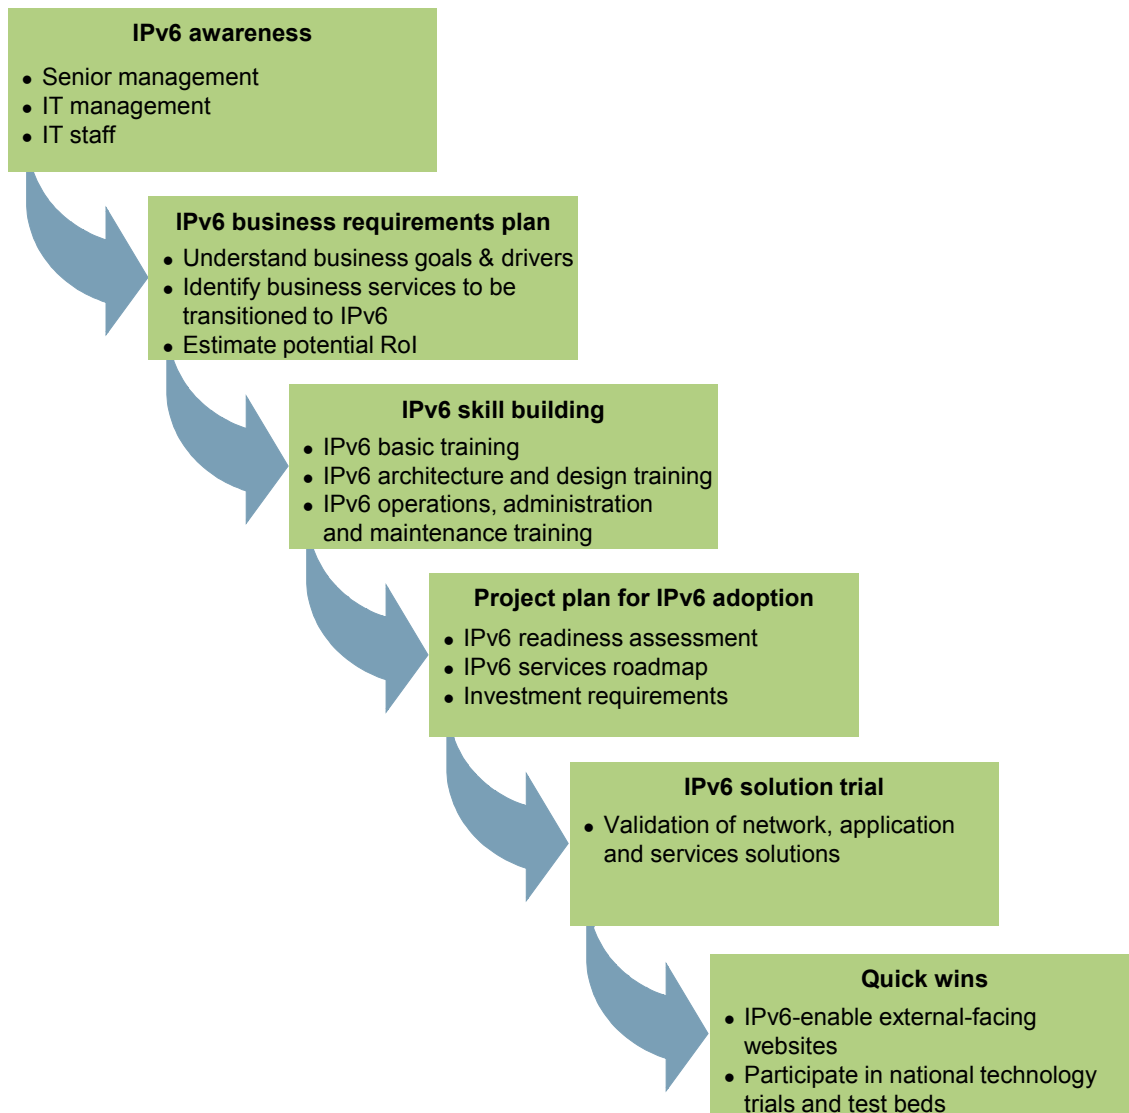 IPv6 awareness
• Senior management
• IT management
• IT staff
IPv6 business requirements plan
• Understand business goals & drivers
• Identify business services to be
transitioned to IPv6
• Estimate potential RoI
IPv6 skill building
• IPv6 basic training
• IPv6 architecture and design training
• IPv6 operations, administration
and maintenance training
Project plan for IPv6 adoption
• IPv6 readiness assessment
• IPv6 services roadmap
• Investment requirements
IPv6 solution trial
• Validation of network, application
and services solutions
Quick wins
• IPv6-enable external-facing
websites
• Participate in national technology
trials and test beds